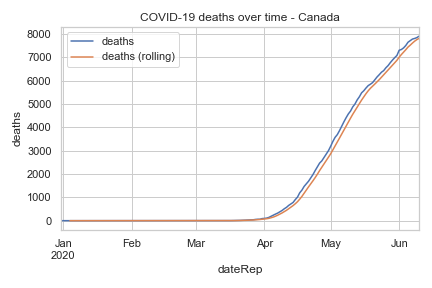 COVID-19 deaths over time - Canada
deaths
deaths (rolling)
8000
7000
6000
5000
4000
3000
2000
1000
0
deaths
Jan Feb Mar Apr May Jun
2020
dateRep